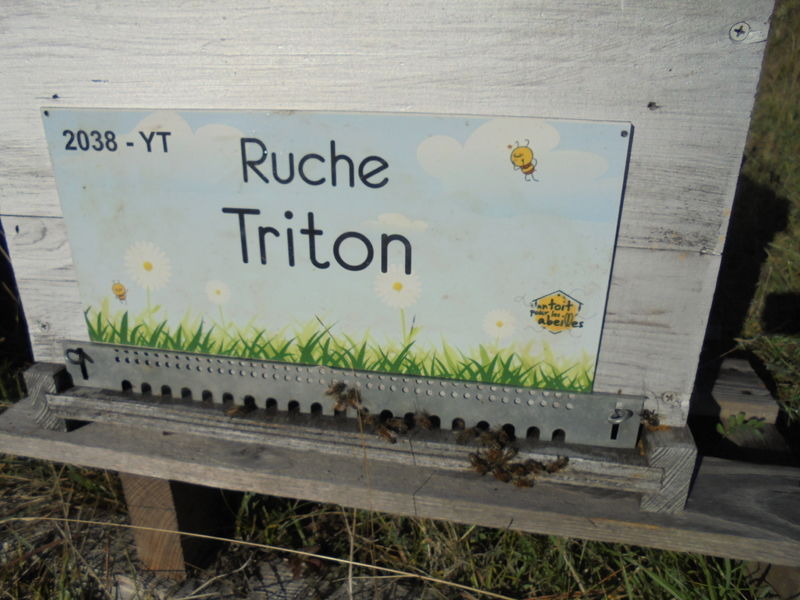 2038 - YT
Ruche
Triton
un toit
pour les
abeilles